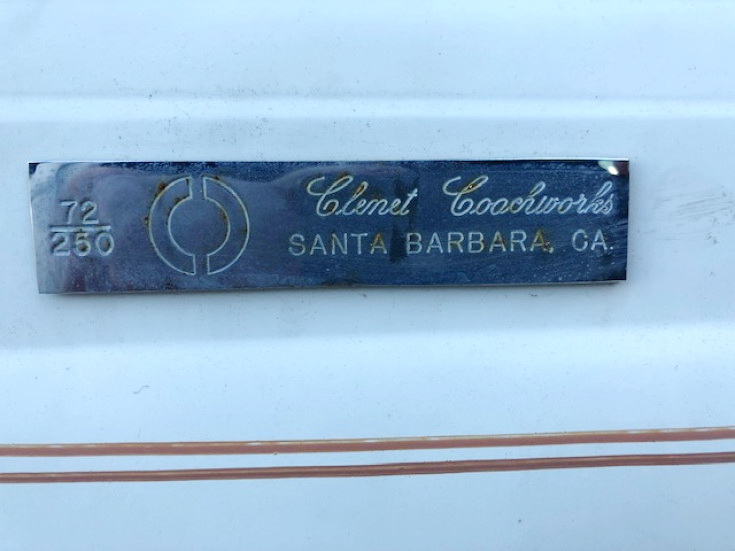 72
250
Clenet Coachworks
SANTA BARBARA, CA.